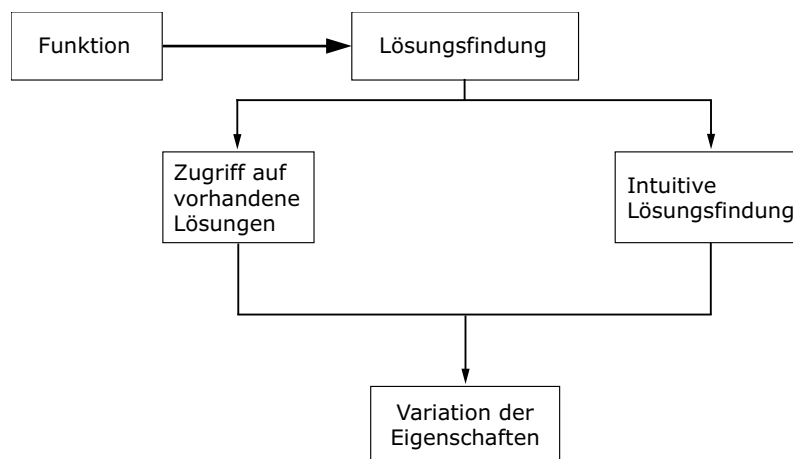 Funktion
Lösungsfindung
Zugriff auf
vorhandene
Lösungen
Intuitive
Lösungsfindung
Variation der
Eigenschaften